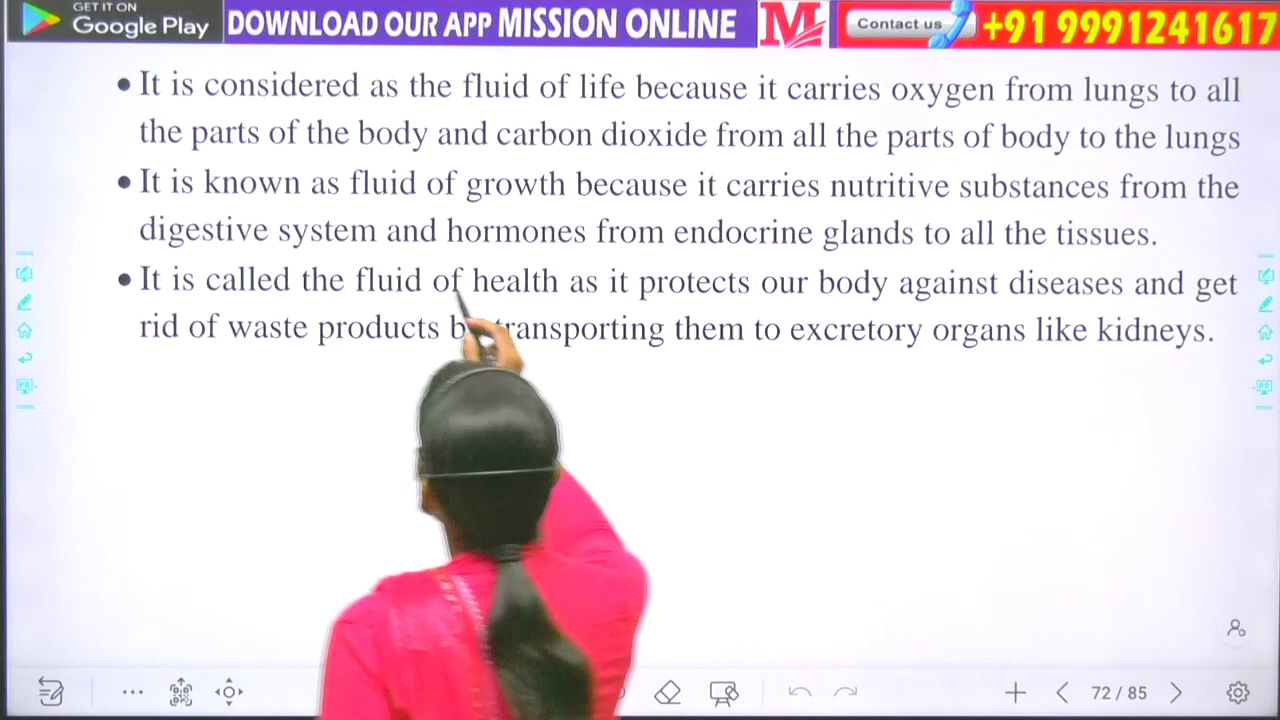 GET IT ON
Google Play
DOWNLOAD OUR APP MISSION ONLINE
M
Contact us
+91 9991241617
• It is considered as the fluid of life because it carries oxygen from lungs to all
the parts of the body and carbon dioxide from all the parts of body to the lungs
• It is known as fluid of growth because it carries nutritive substances from the
digestive system and hormones from endocrine glands to all the tissues.
• It is called the fluid of health as it protects our body against diseases and get
rid of waste products transporting them to excretory organs like kidneys.
72 / 85